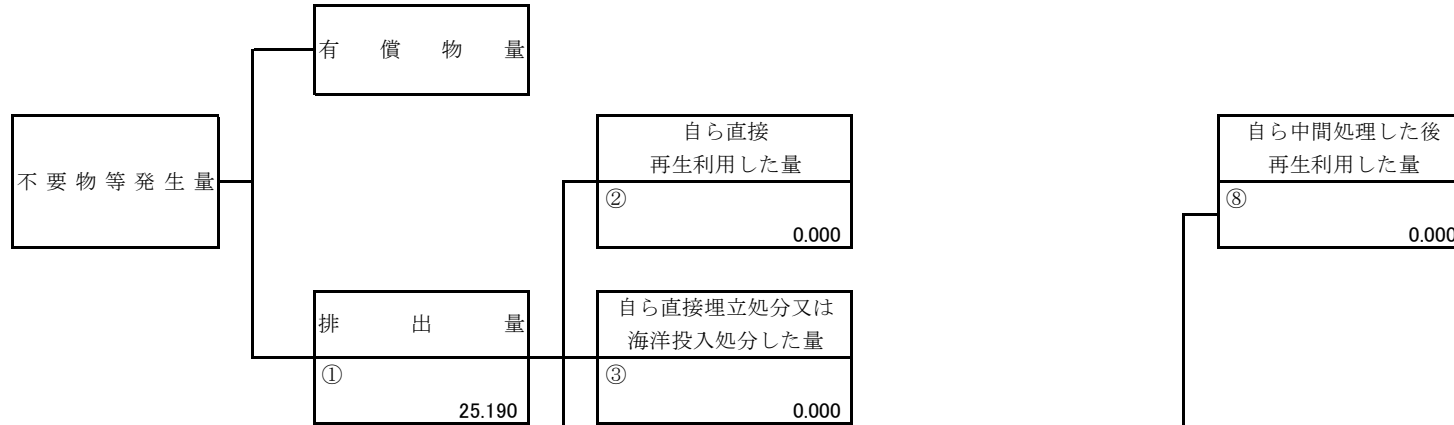 有償物量
自ら直接
再生利用した量
②
0.000
自ら中間処理した後
再生利用した量
⑧
0.000
不要物等発生量
排出量
①
25.190
自ら直接埋立処分又は
海洋投入処分した量
③
0.000